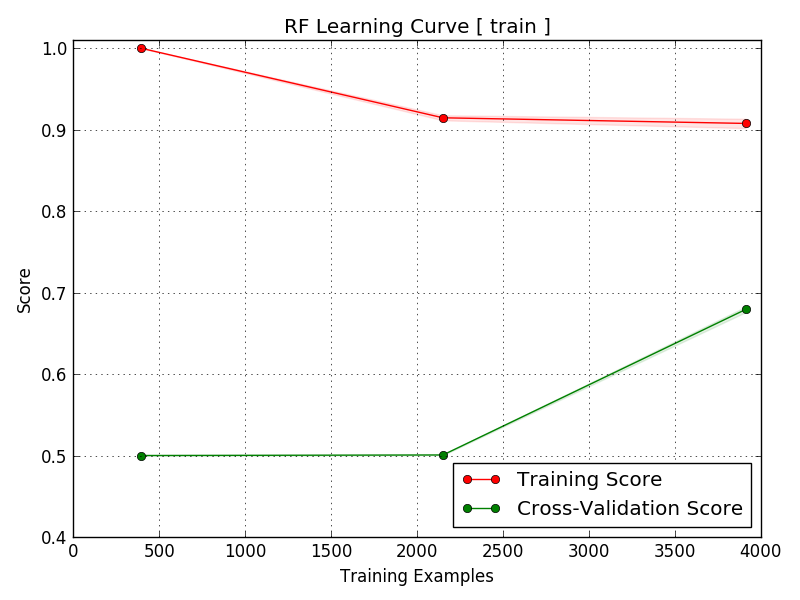 RF Learning Curve [ train ]
1.0
0.9
0.8
0.7
0.6
0.5
0.4
Score
Training Score
Cross-Validation Score
0 500 1000 1500 2000 2500 3000 3500 4000
Training Examples